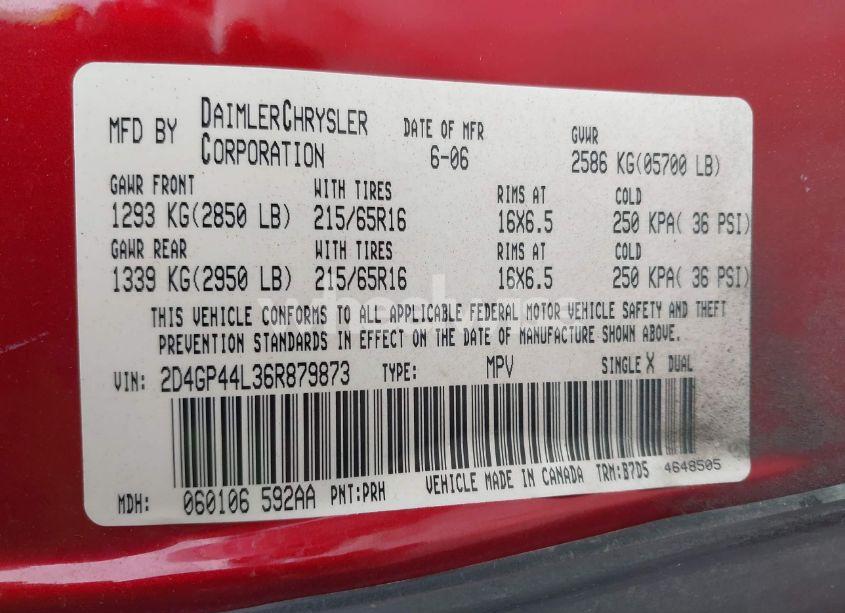 MFD BY DAIMLERCHRYSLER CORPORATION DATE OF MFR 6-06 GVWR 2586 KG(05700 LB)
GAWR FRONT WITH TIRES RIMS AT COLD
1293 KG(2850 LB) 215/65R16 16X6.5 250 KPA( 36 PSI)
GAWR REAR WITH TIRES RIMS AT COLD
1339 KG(2950 LB) 215/65R16 16X6.5 250 KPA( 36 PSI)
THIS VEHICLE CONFORMS TO ALL APPLICABLE FEDERAL MOTOR VEHICLE SAFETY AND THEFT
PREVENTION STANDARDS IN EFFECT ON THE DATE OF MANUFACTURE SHOWN ABOVE.
VIN: 2D4GP44L36R879873 TYPE: MPV SINGLE X DUAL
MDH: 060106 592AA PNT:PRH VEHICLE MADE IN CANADA TRM:B7D5 4648505